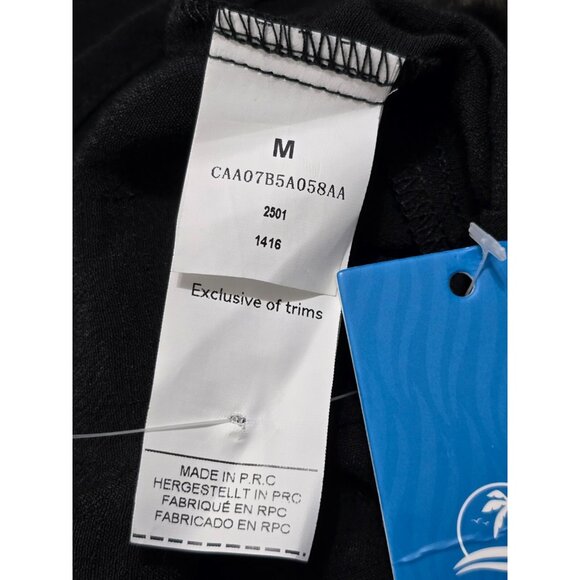 M
CAA07B5A058AA
2501
1416
Exclusive of trims
MADE IN P.R.C
HERGESTELLT IN PRC
FABRIQUÉ EN RPC
FABRICADO EN RPC